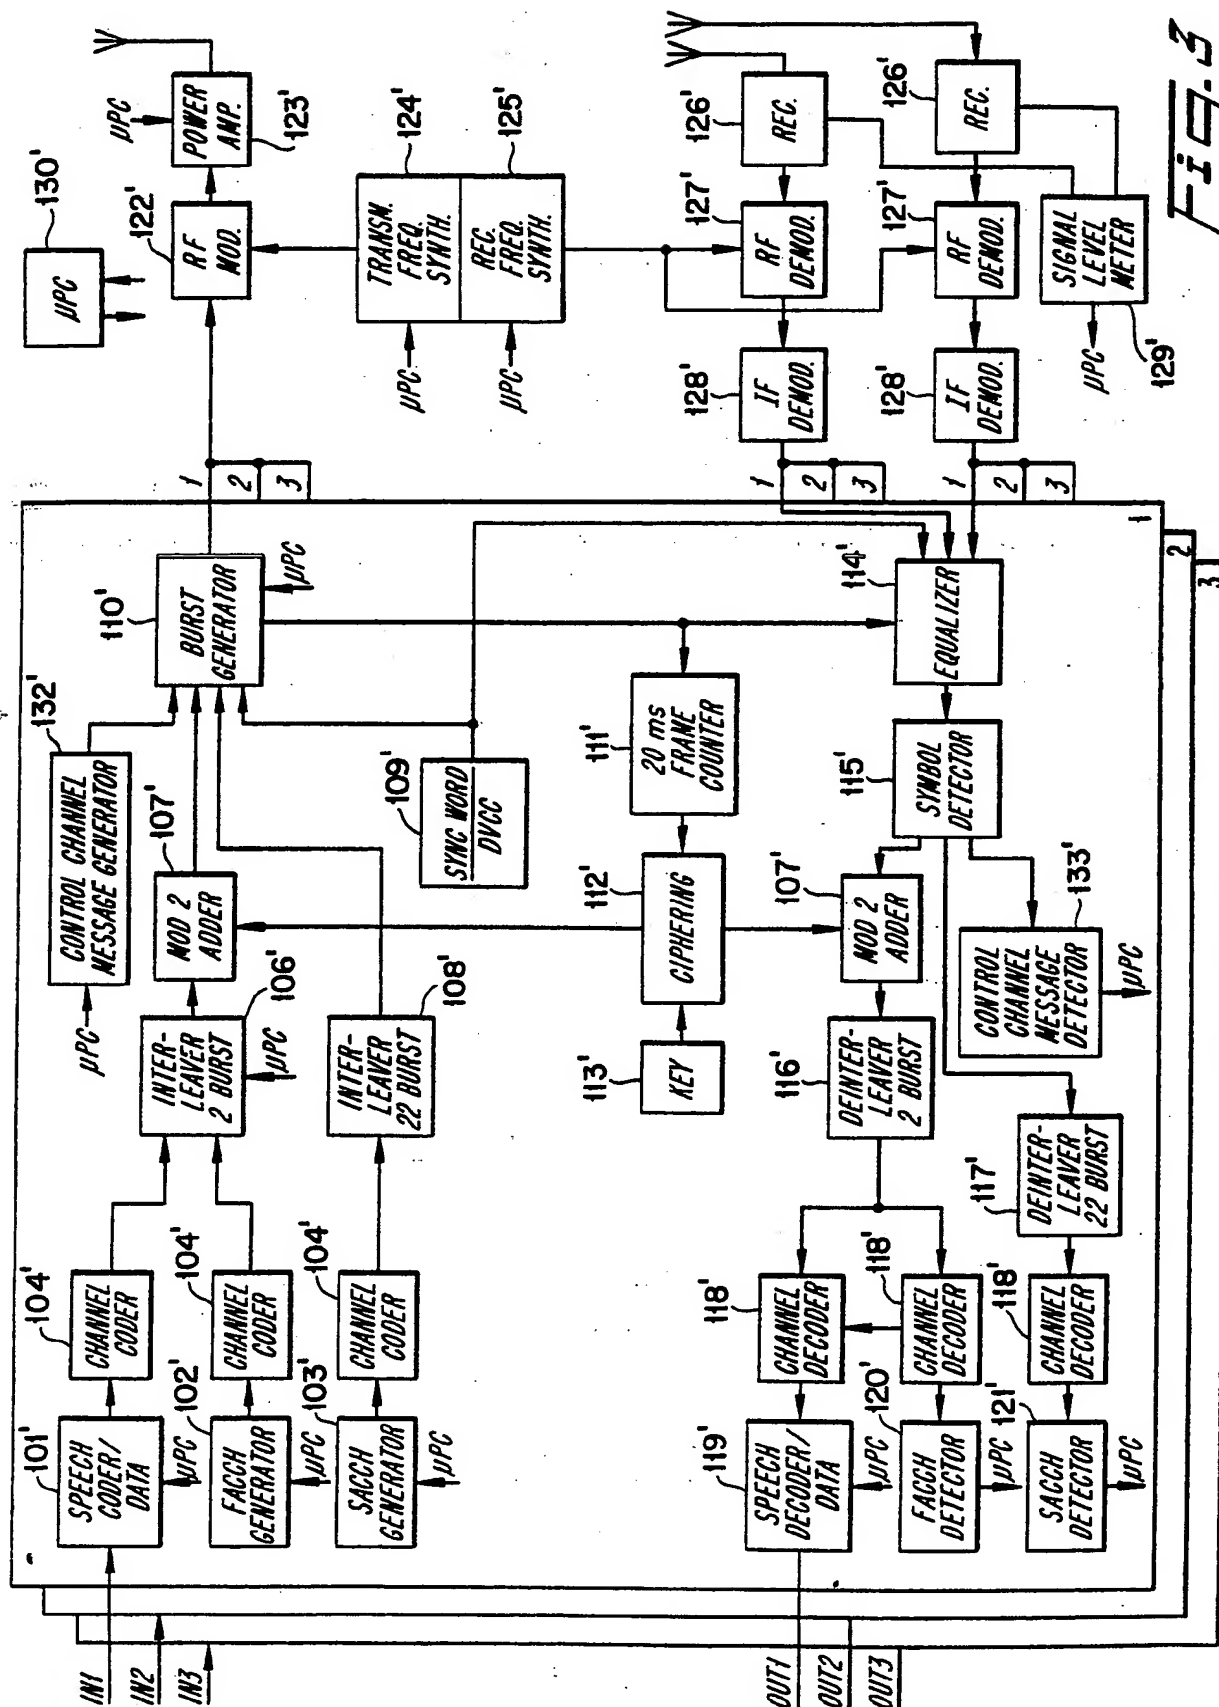 Fig. 3
130'
μPC
μPC
POWER
AMP.
123'
122'
RF
MOD.
124'
125'
TRANSM.
FREQ.
SYNTH.
REC.
FREQ.
SYNTH.
μPC
μPC
126'
REC.
126'
REC.
127'
RF
DEMOD.
127'
RF
DEMOD.
128'
IF
DEMOD.
128'
IF
DEMOD.
SIGNAL
LEVEL
METER
129'
μPC
1
2
3
1
2
3
1
2
3
1
2
3
132'
CONTROL CHANNEL
MESSAGE GENERATOR
μPC
110'
BURST
GENERATOR
μPC
107'
MOD 2
ADDER
106'
INTER-
LEAVER
2 BURST
μPC
108'
INTER-
LEAVER
22 BURST
109'
SYNC WORD
DVCC
111'
20 ms
FRANE
COUNTER
112'
CIPHERING
113'
KEY
114'
EQUALIZER
115'
SYMBOL
DETECTOR
107'
MOD 2
ADDER
133'
CONTROL
CHANNEL
MESSAGE
DETECTOR
μPC
116'
DEINTER-
LEAVER
2 BURST
117'
DEINTER-
LEAVER
22 BURST
104'
CHANNEL
CODER
104'
CHANNEL
CODER
104'
CHANNEL
CODER
118'
CHANNEL
DECODER
118'
CHANNEL
DECODER
118'
CHANNEL
DECODER
101'
SPEECH
CODER/
DATA
μPC
102'
FACCH
GENERATOR
μPC
103'
SACCH
GENERATOR
μPC
119'
SPEECH
DECODER/
DATA
μPC
120'
FACCH
DETECTOR
μPC
121'
SACCH
DETECTOR
μPC
IN1
IN2
IN3
OUT1
OUT2
OUT3